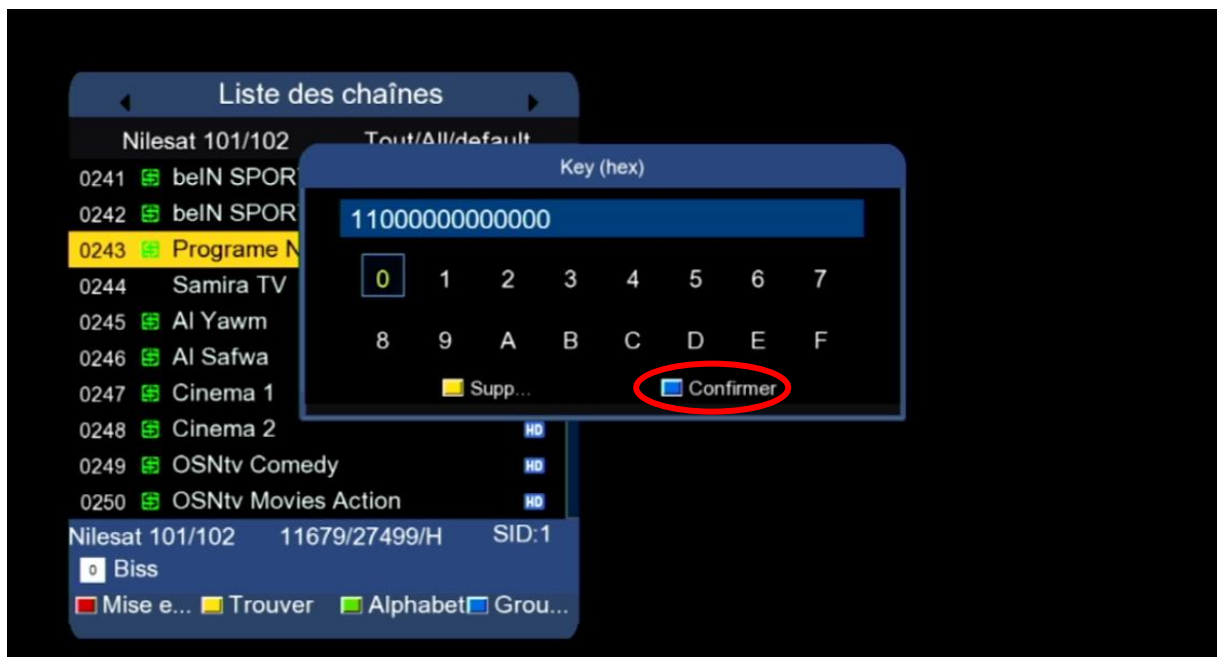 Liste des chaînes
Nilesat 101/102 Tout/All/default
Key (hex)
11000000000000
0 1 2 3 4 5 6 7
8 9 A B C D E F
Supp... Confirmer
0241 beIN SPOR
0242 beIN SPOR
0243 Programe N
0244 Samira TV
0245 Al Yawm
0246 Al Safwa
0247 Cinema 1
0248 Cinema 2 HD
0249 OSNtv Comedy HD
0250 OSNtv Movies Action HD
Nilesat 101/102 11679/27499/H SID:1
0 Biss
Mise e... Trouver Alphabet Grou...